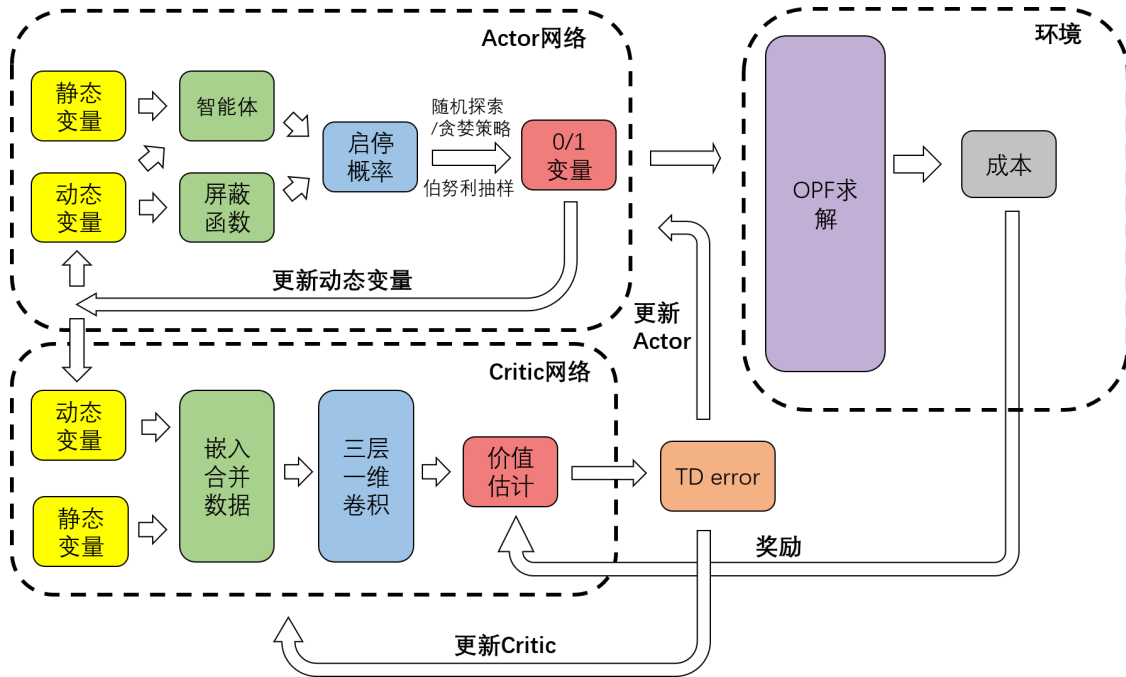 Actor网络
环境
静态
变量
智能体
随机探索
/贪婪策略
启停
概率
0/1
变量
伯努利抽样
动态
变量
屏蔽
函数
OPF求
解
成本
更新动态变量
更新
Actor
Critic网络
动态
变量
嵌入
合并
数据
三层
一维
卷积
价值
估计
TD error
静态
变量
奖励
更新Critic